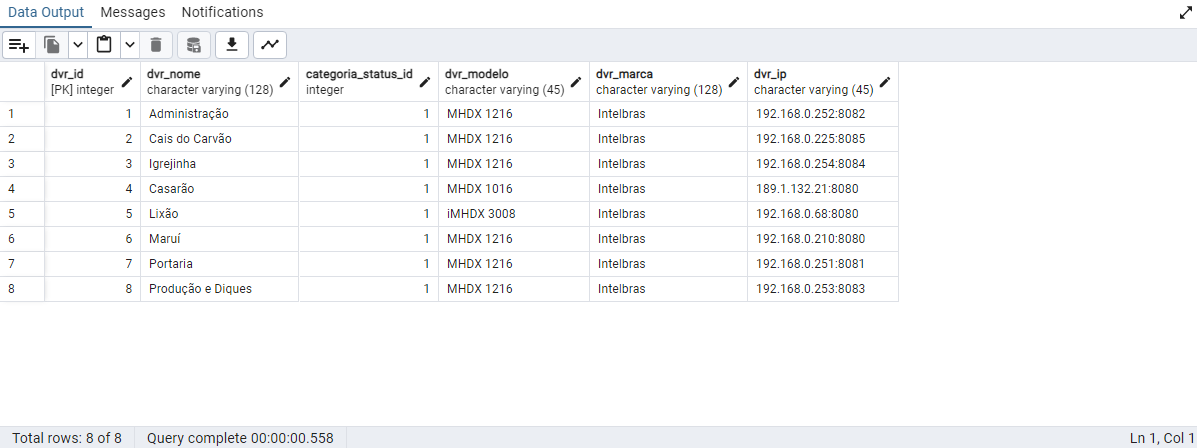 Data Output Messages Notifications
dvr_id dvr_nome categoria_status_id dvr_modelo dvr_marca dvr_ip
[PK] integer character varying (128) integer character varying (45) character varying (128) character varying (45)
1 1 Administração 1 MHDX 1216 Intelbras 192.168.0.252:8082
2 2 Cais do Carvão 1 MHDX 1216 Intelbras 192.168.0.225:8085
3 3 Igrejinha 1 MHDX 1216 Intelbras 192.168.0.254:8084
4 4 Casarão 1 MHDX 1016 Intelbras 189.1.132.21:8080
5 5 Lixão 1 iMHDX 3008 Intelbras 192.168.0.68:8080
6 6 Maruí 1 MHDX 1216 Intelbras 192.168.0.210:8080
7 7 Portaria 1 MHDX 1216 Intelbras 192.168.0.251:8081
8 8 Produção e Diques 1 MHDX 1216 Intelbras 192.168.0.253:8083
Total rows: 8 of 8 Query complete 00:00:00.558 Ln 1, Col 1